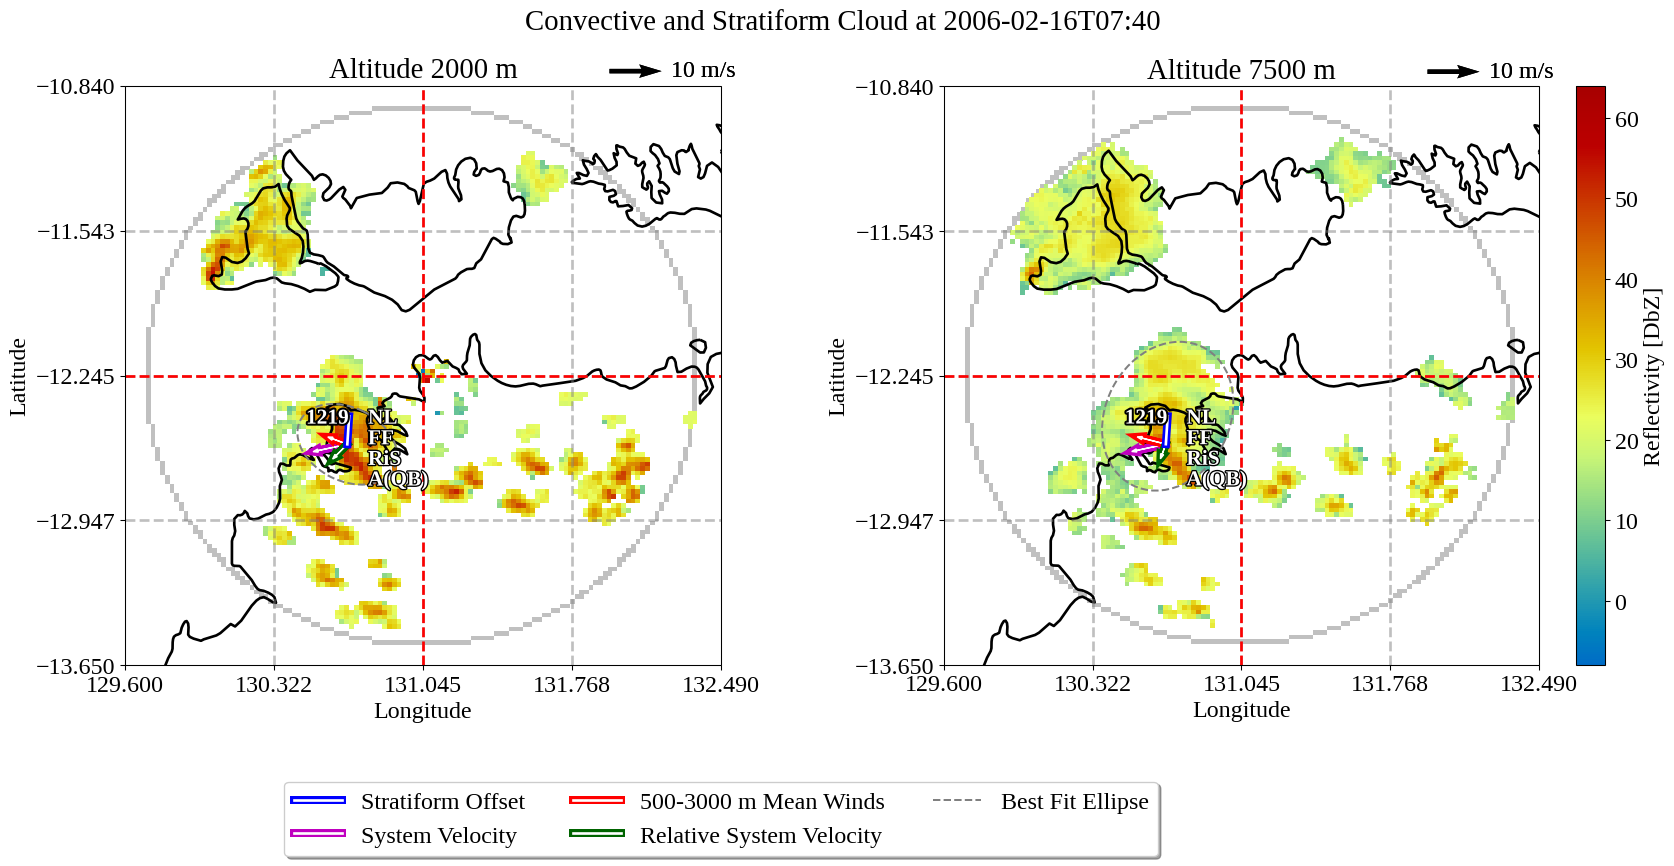 Convective and Stratiform Cloud at 2006-02-16T07:40
Altitude 2000 m
10 m/s
Altitude 7500 m
10 m/s
−10.840
−11.543
−12.245
−12.947
−13.650
Latitude
129.600
130.322
131.045
131.768
132.490
Longitude
1219
NL
FF
RiS
A(QB)
−10.840
−11.543
−12.245
−12.947
−13.650
Latitude
129.600
130.322
131.045
131.768
132.490
Longitude
1219
NL
FF
RiS
A(QB)
60
50
40
30
20
10
0
Reflectivity [DbZ]
Stratiform Offset
System Velocity
500-3000 m Mean Winds
Relative System Velocity
Best Fit Ellipse